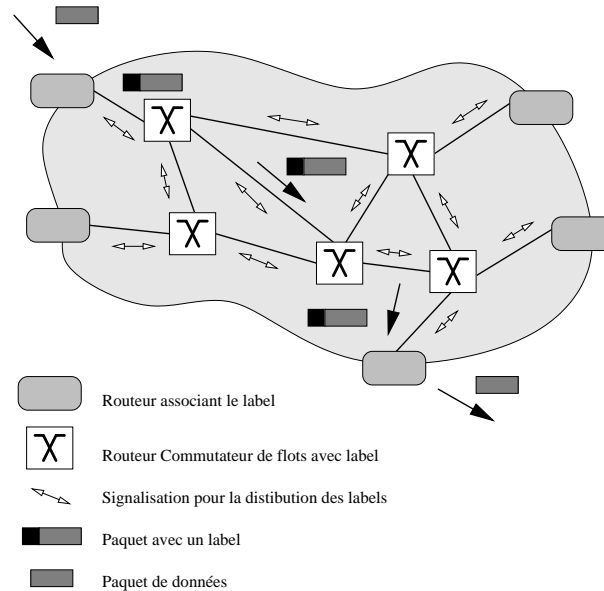 Routeur associant le label
Routeur Commutateur de flots avec label
Signalisation pour la distibution des labels
Paquet avec un label
Paquet de données